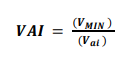 VAI = (V_MIN) / (V_ai)